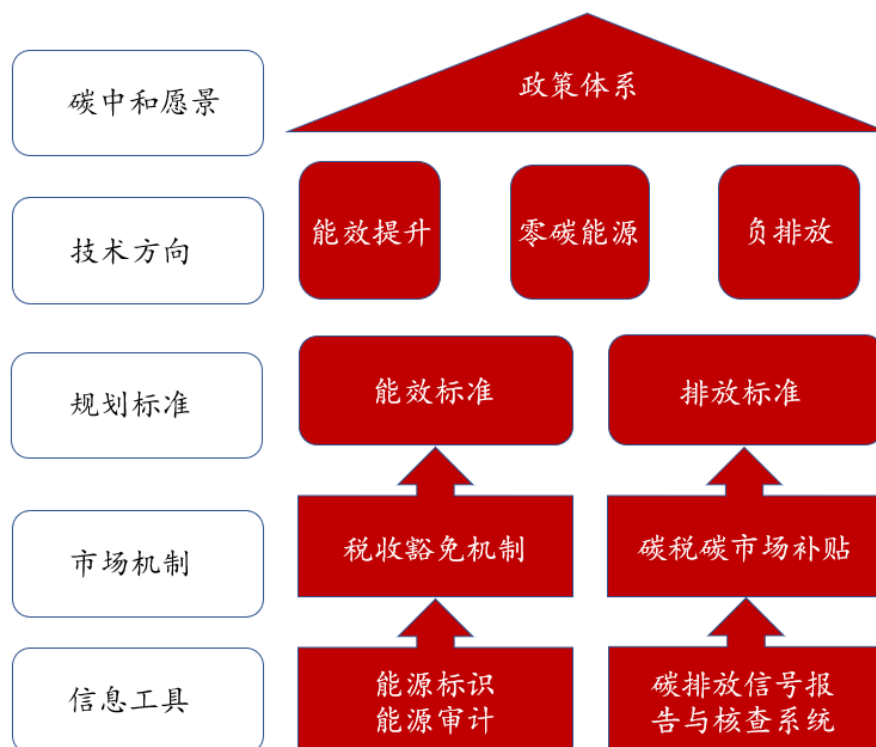 碳中和愿景
政策体系
技术方向
能效提升
零碳能源
负排放
规划标准
能效标准
排放标准
市场机制
税收豁免机制
碳税碳市场补贴
信息工具
能源标识
能源审计
碳排放信号报
告与核查系统